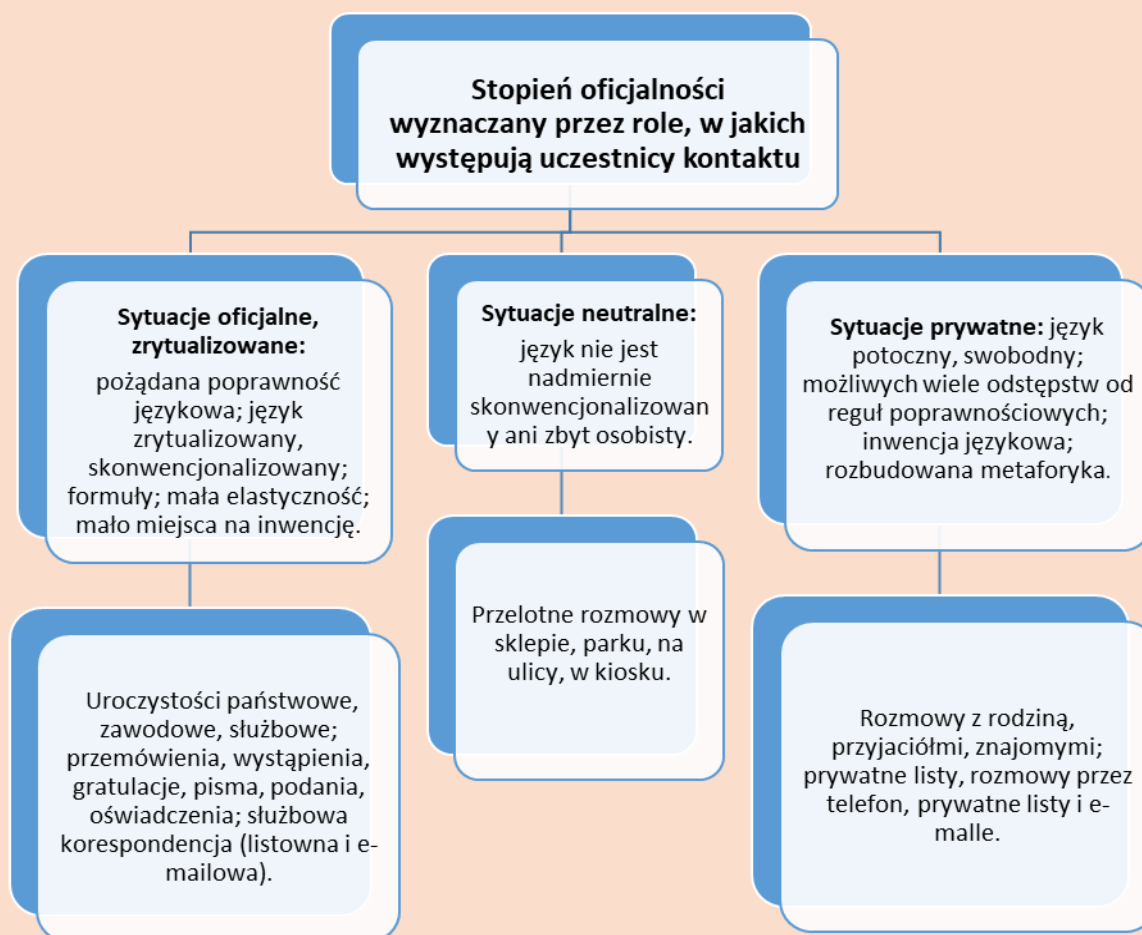 Stopień oficjalności
wyznaczany przez role, w jakich
występują uczestnicy kontaktu
Sytuacje oficjalne,
zrytualizowane:
pożądana poprawność
językowa; język
zrytualizowany,
skonwencjonalizowany;
formuły; mała elastyczność;
mało miejsca na inwencję.
Sytuacje neutralne:
język nie jest
nadmiernie
skonwencjonalizowan
y ani zbyt osobisty.
Sytuacje prywatne: język
potoczny, swobodny;
możliwych wiele odstępstw od
reguł poprawnościowych;
inwencja językowa;
rozbudowana metaforyka.
Uroczystości państwowe,
zawodowe, służbowe;
przemówienia, wystąpienia,
gratulacje, pisma, podania,
oświadczenia; służbowa
korespondencja (listowna i e-
mailowa).
Przelotne rozmowy w
sklepie, parku, na
ulicy, w kiosku.
Rozmowy z rodziną,
przyjaciółmi, znajomymi;
prywatne listy, rozmowy przez
telefon, prywatne listy i e-
malle.